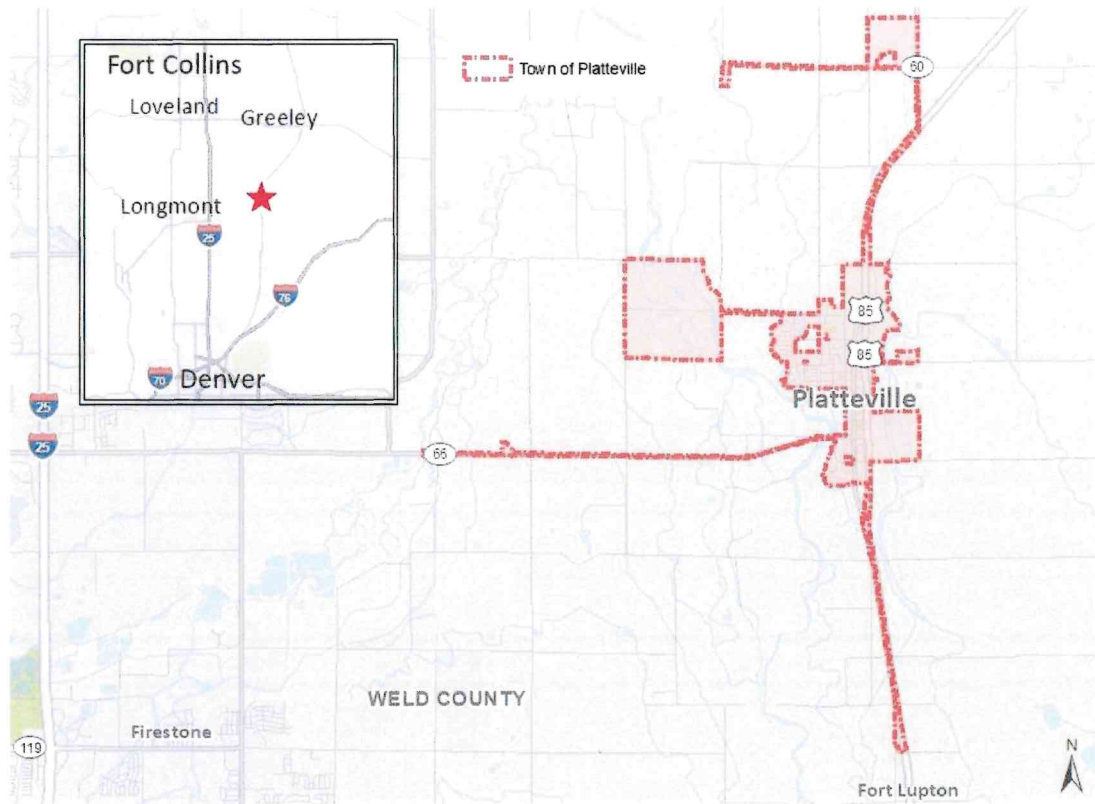 Fort Collins
Loveland
Greeley
Longmont
25
76
70
Denver
Town of Platteville
60
85
85
Platteville
25
25
66
WELD COUNTY
Firestone
119
Fort Lupton
N